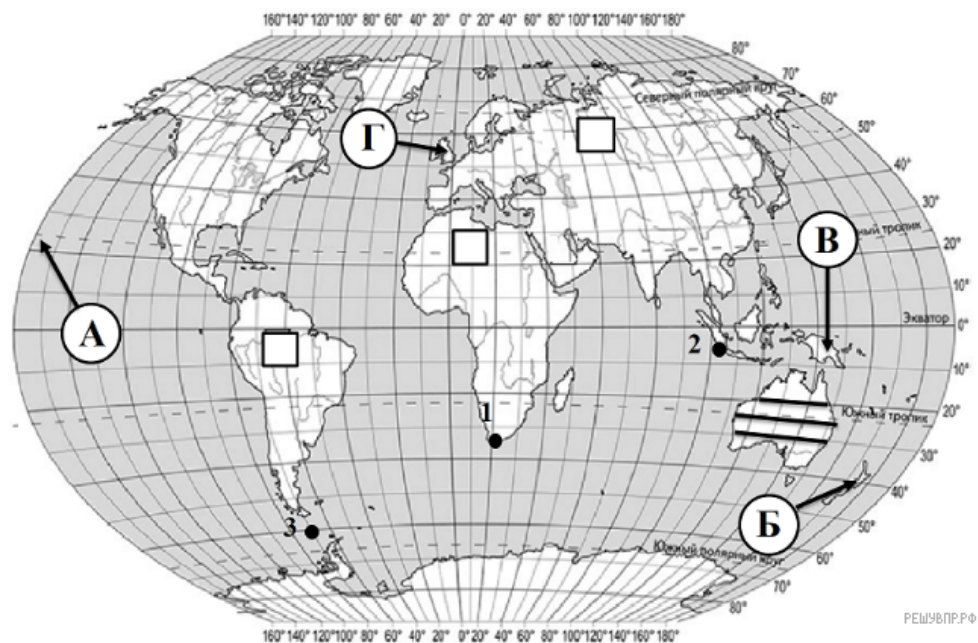 160°140° 120° 100° 80° 60° 40° 20° 0° 20° 40° 60° 80° 100°120°140°160°180°
80°
70°
Северный полярный круг
60°
50°
Г
40°
30°
В
ный тропик
20°
10°
А
Экватор
0°
2
10°
1
Южный тропик
20°
30°
40°
Б
50°
3
Южный полярный круг
60°
70°
80°
160°140°120°100° 80° 60° 40° 20° 0° 20° 40° 60° 80° 100°120°140°160°180°
РЕШУВПР.РФ